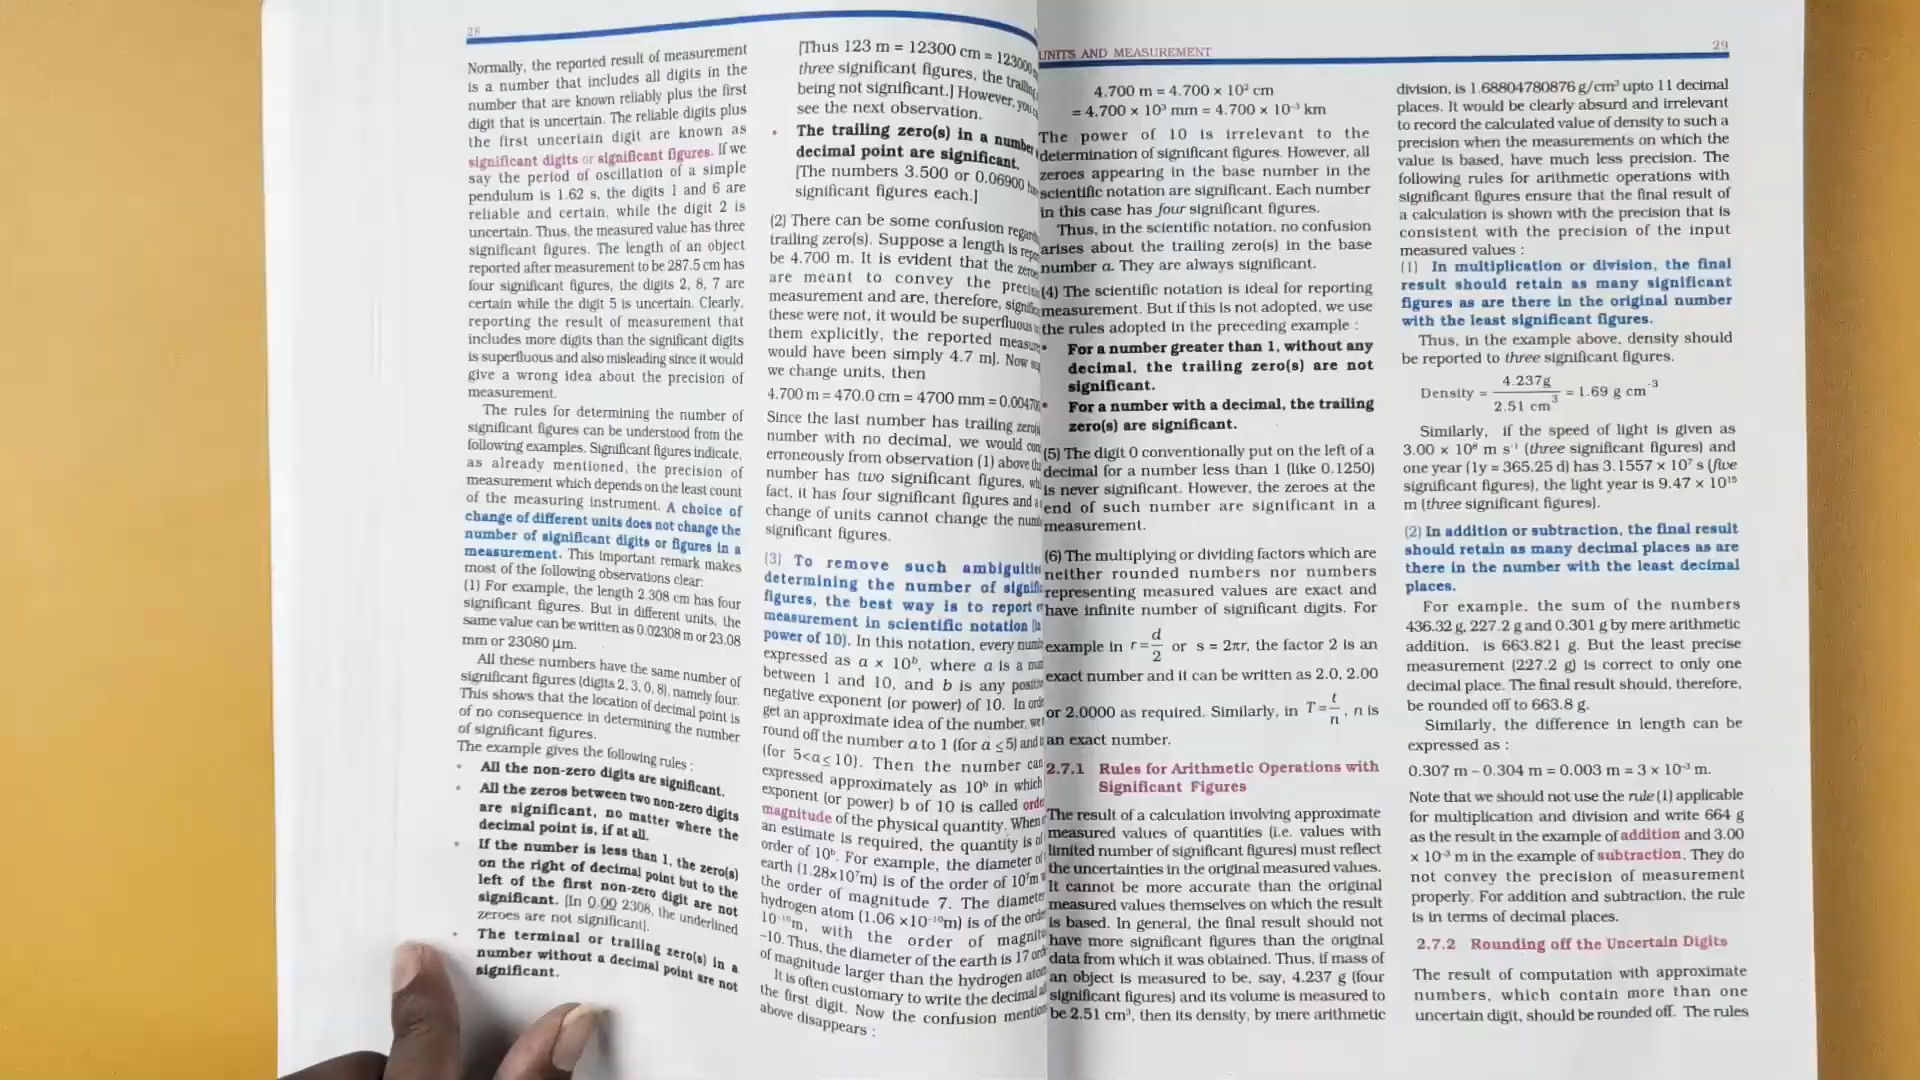 28
Normally, the reported result of measurement
is a number that includes all digits in the
number that are known reliably plus the first
digit that is uncertain. The reliable digits plus
the first uncertain digit are known as
significant digits or significant figures. If we
say the period of oscillation of a simple
pendulum is 1.62 s, the digits 1 and 6 are
reliable and certain, while the digit 2 is
uncertain. Thus, the measured value has three
significant figures. The length of an object
reported after measurement to be 287.5 cm has
four significant figures, the digits 2, 8, 7 are
certain while the digit 5 is uncertain. Clearly,
reporting the result of measurement that
includes more digits than the significant digits
is superfluous and also misleading since it would
give a wrong idea about the precision of
measurement.
The rules for determining the number of
significant figures can be understood from the
following examples. Significant figures indicate,
as already mentioned, the precision of
measurement which depends on the least count
of the measuring instrument. A choice of
change of different units does not change the
number of significant digits or figures in a
measurement. This important remark makes
most of the following observations clear:
(1) For example, the length 2.308 cm has four
significant figures. But in different units, the
same value can be written as 0.02308 m or 23.08
mm or 23080 µm.
All these numbers have the same number of
significant figures (digits 2, 3, 0, 8), namely four.
This shows that the location of decimal point is
of no consequence in determining the number
of significant figures.
The example gives the following rules :
• All the non-zero digits are significant.
• All the zeros between two non-zero digits
are significant, no matter where the
decimal point is, if at all.
• If the number is less than 1, the zero(s)
on the right of decimal point but to the
left of the first non-zero digit are not
significant. [In 0.00 2308, the underlined
zeroes are not significant].
• The terminal or trailing zero(s) in a
number without a decimal point are not
significant.
[Thus 123 m = 12300 cm = 123000
three significant figures, the trailing
being not significant.] However, you
see the next observation.
• The trailing zero(s) in a number
decimal point are significant.
[The numbers 3.500 or 0.06900
significant figures each.]
(2) There can be some confusion
trailing zero(s). Suppose a length is
be 4.700 m. It is evident that the
are meant to convey the
measurement and are, therefore,
these were not, it would be superfluous
them explicitly, the reported
would have been simply 4.7 m]. Now
we change units, then
4.700 m = 470.0 cm = 4700 mm =
Since the last number has trailing
number with no decimal, we would
erroneously from observation (1) above
number has two significant figures,
fact, it has four significant figures and a
change of units cannot change the
significant figures.
(3) To remove such
determining the number of
figures, the best way is to report
measurement in scientific notation
power of 10). In this notation, every
expressed as a × 10ᵇ, where a is a
between 1 and 10, and b is any
negative exponent (or power) of 10. In
get an approximate idea of the number, we
round off the number a to 1 (for a ≤ 5) and
(for 5<a≤ 10). Then the number can
expressed approximately as 10ᵇ in which
exponent (or power) b of 10 is called
magnitude of the physical quantity. When
an estimate is required, the quantity is of
order of 10ᵇ. For example, the diameter of
earth (1.28×10⁷m) is of the order of 10⁷m
the order of magnitude 7. The diameter
hydrogen atom (1.06 ×10⁻¹⁰m) is of the
10⁻¹⁰m, with the order of
–10. Thus, the diameter of the earth is 17
of magnitude larger than the hydrogen atom
It is often customary to write the decimal
the first digit. Now the confusion
above disappears :
UNITS AND MEASUREMENT
29
4.700 m = 4.700 × 10² cm
= 4.700 × 10³ mm = 4.700 × 10⁻³ km
The power of 10 is irrelevant to the
determination of significant figures. However, all
zeroes appearing in the base number in the
scientific notation are significant. Each number
in this case has four significant figures.
Thus, in the scientific notation, no confusion
arises about the trailing zero(s) in the base
number a. They are always significant.
(4) The scientific notation is ideal for reporting
measurement. But if this is not adopted, we use
the rules adopted in the preceding example :
• For a number greater than 1, without any
decimal, the trailing zero(s) are not
significant.
• For a number with a decimal, the trailing
zero(s) are significant.
(5) The digit 0 conventionally put on the left of a
decimal for a number less than 1 (like 0.1250)
is never significant. However, the zeroes at the
end of such number are significant in a
measurement.
(6) The multiplying or dividing factors which are
neither rounded numbers nor numbers
representing measured values are exact and
have infinite number of significant digits. For
example in r = d/2 or s = 2πr, the factor 2 is an
exact number and it can be written as 2.0, 2.00
or 2.0000 as required. Similarly, in T = t/n, n is
an exact number.
2.7.1 Rules for Arithmetic Operations with
Significant Figures
The result of a calculation involving approximate
measured values of quantities (i.e. values with
limited number of significant figures) must reflect
the uncertainties in the original measured values.
It cannot be more accurate than the original
measured values themselves on which the result
is based. In general, the final result should not
have more significant figures than the original
data from which it was obtained. Thus, if mass of
an object is measured to be, say, 4.237 g (four
significant figures) and its volume is measured to
be 2.51 cm³, then its density, by mere arithmetic
division, is 1.68804780876 g/cm³ upto 11 decimal
places. It would be clearly absurd and irrelevant
to record the calculated value of density to such a
precision when the measurements on which the
value is based, have much less precision. The
following rules for arithmetic operations with
significant figures ensure that the final result of
a calculation is shown with the precision that is
consistent with the precision of the input
measured values :
(1) In multiplication or division, the final
result should retain as many significant
figures as are there in the original number
with the least significant figures.
Thus, in the example above, density should
be reported to three significant figures.
Density = 4.237g / 2.51 cm³ = 1.69 g cm⁻³
Similarly, if the speed of light is given as
3.00 × 10⁸ m s⁻¹ (three significant figures) and
one year (1y = 365.25 d) has 3.1557 × 10⁷ s (five
significant figures), the light year is 9.47 × 10¹⁵
m (three significant figures).
(2) In addition or subtraction, the final result
should retain as many decimal places as are
there in the number with the least decimal
places.
For example, the sum of the numbers
436.32 g, 227.2 g and 0.301 g by mere arithmetic
addition, is 663.821 g. But the least precise
measurement (227.2 g) is correct to only one
decimal place. The final result should, therefore,
be rounded off to 663.8 g.
Similarly, the difference in length can be
expressed as :
0.307 m – 0.304 m = 0.003 m = 3 × 10⁻³ m.
Note that we should not use the rule (1) applicable
for multiplication and division and write 664 g
as the result in the example of addition and 3.00
× 10⁻³ m in the example of subtraction. They do
not convey the precision of measurement
properly. For addition and subtraction, the rule
is in terms of decimal places.
2.7.2 Rounding off the Uncertain Digits
The result of computation with approximate
numbers, which contain more than one
uncertain digit, should be rounded off. The rules